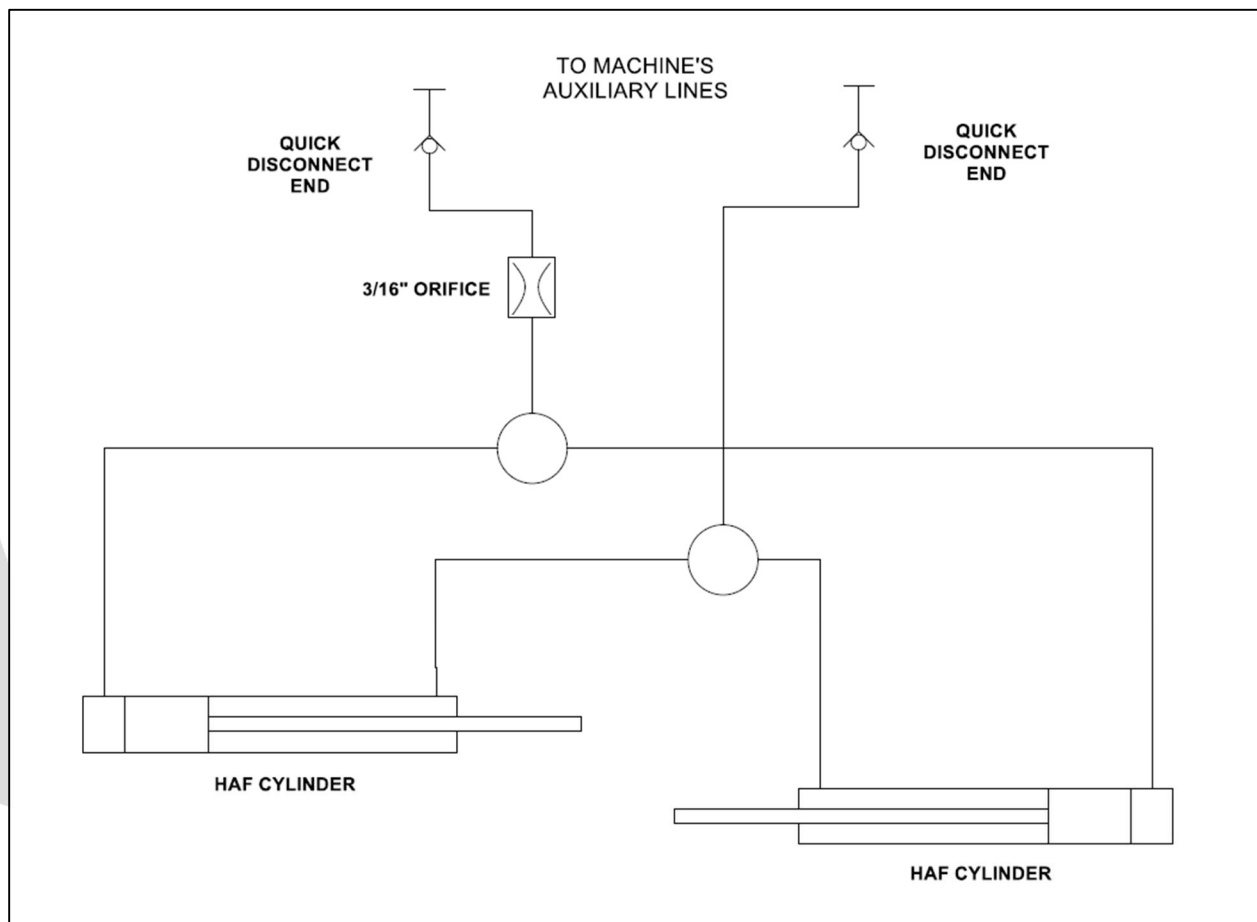 TO MACHINE'S
AUXILIARY LINES
QUICK
DISCONNECT
END
QUICK
DISCONNECT
END
3/16" ORIFICE
HAF CYLINDER
HAF CYLINDER